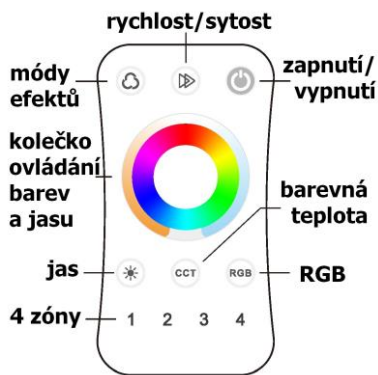 rychlost/sytost
módy
efektů
zapnutí/
vypnutí
kolečko
ovládání
barev
a jasu
barevná
teplota
jas
CCT
RGB
RGB
4 zóny
1 2 3 4